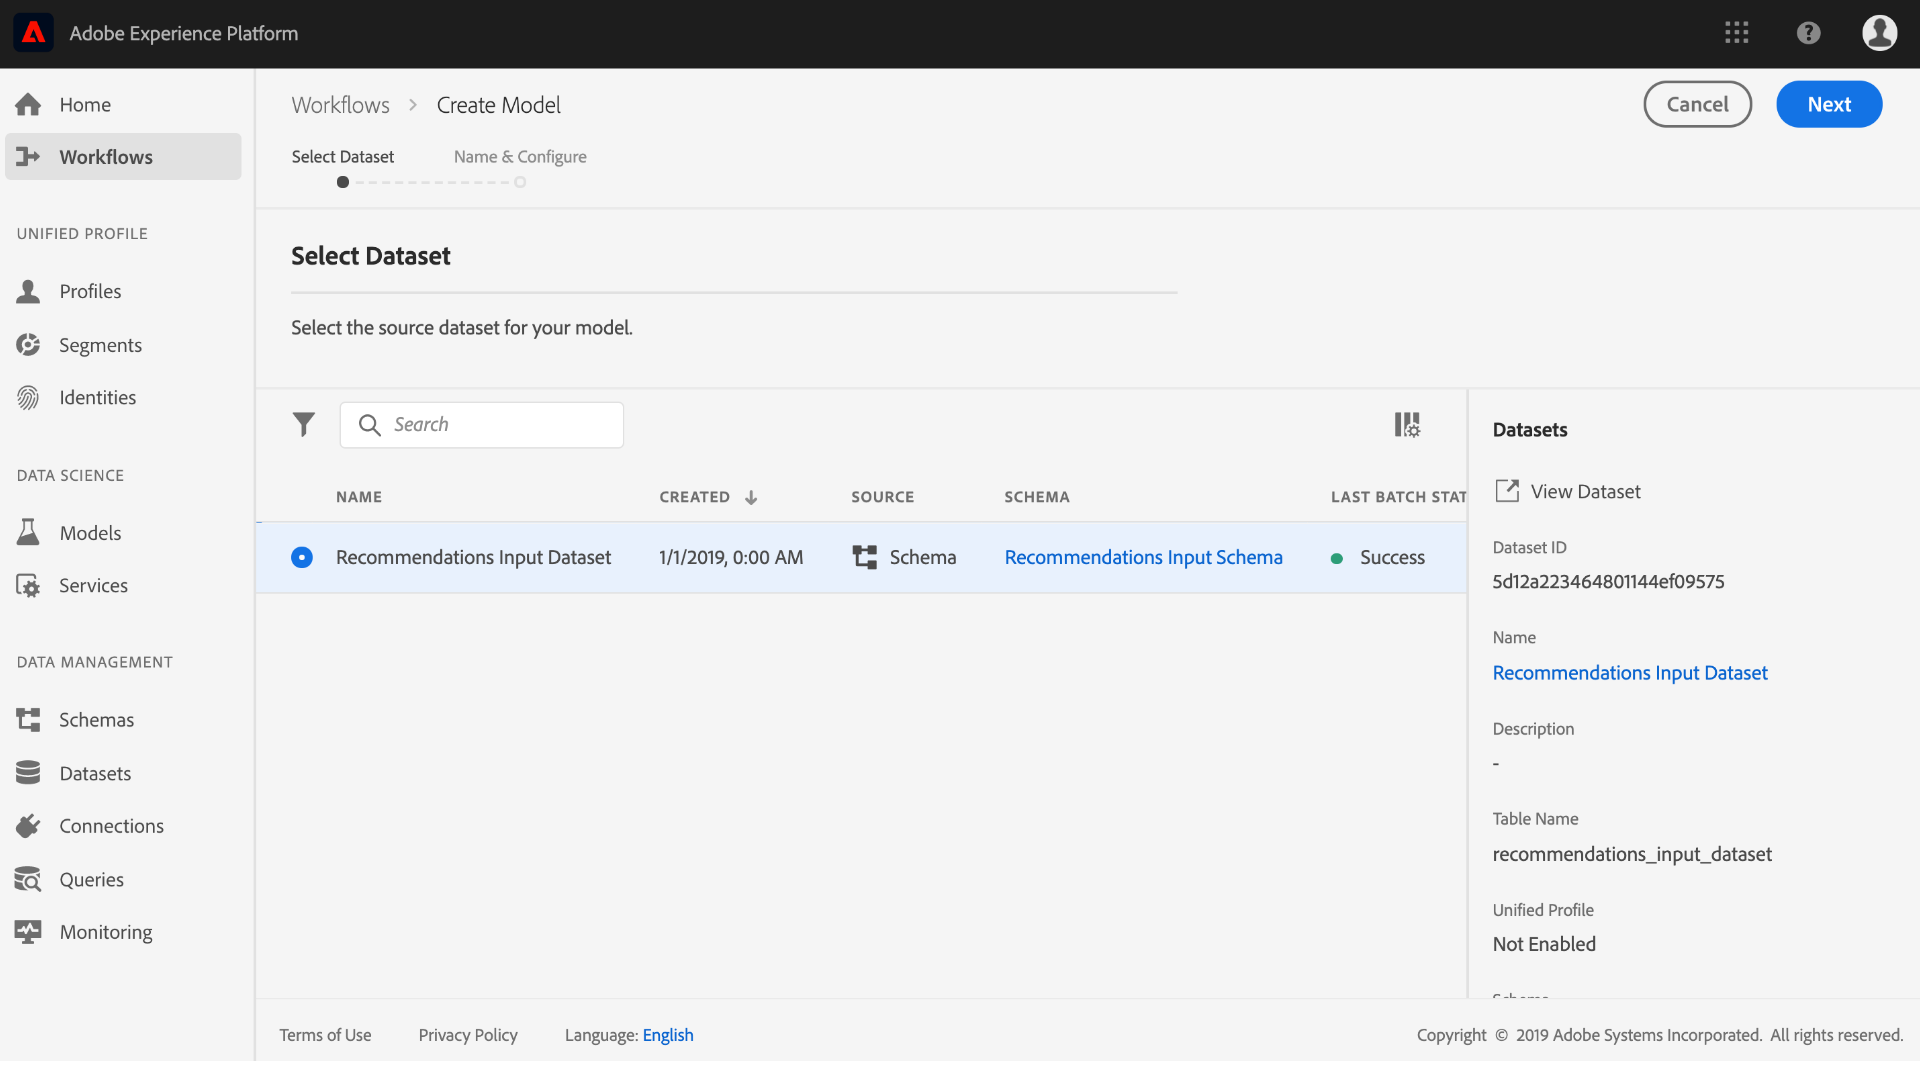 Adobe Experience Platform
Home
Workflows
UNIFIED PROFILE
Profiles
Segments
Identities
DATA SCIENCE
Models
Services
DATA MANAGEMENT
Schemas
Datasets
Connections
Queries
Monitoring
Workflows > Create Model
Cancel
Next
Select Dataset
Name & Configure
Select Dataset
Select the source dataset for your model.
Search
NAME CREATED ↓ SOURCE SCHEMA LAST BATCH STAT
Recommendations Input Dataset 1/1/2019, 0:00 AM Schema Recommendations Input Schema Success
Datasets
View Dataset
Dataset ID
5d12a223464801144ef09575
Name
Recommendations Input Dataset
Description
-
Table Name
recommendations_input_dataset
Unified Profile
Not Enabled
Terms of Use Privacy Policy Language: English
Copyright © 2019 Adobe Systems Incorporated. All rights reserved.